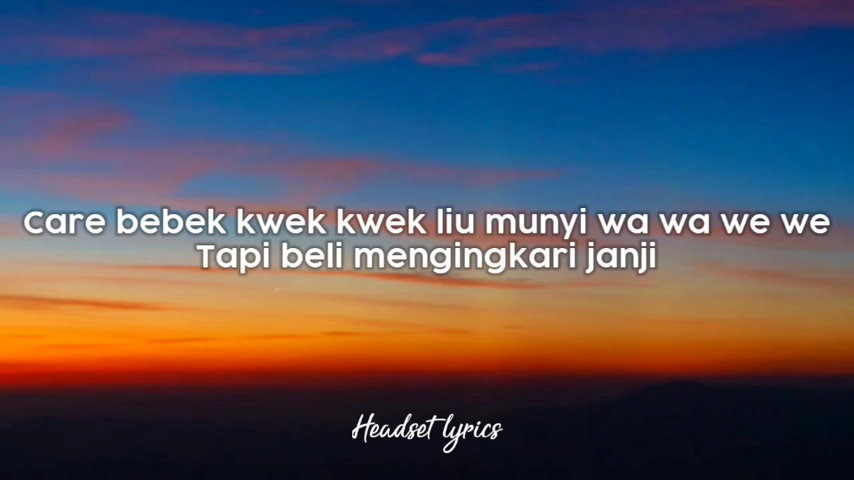 Care bebek kwek kwek liu munyi wa wa we we
Tapi beli mengingkari janji
Headset lyrics